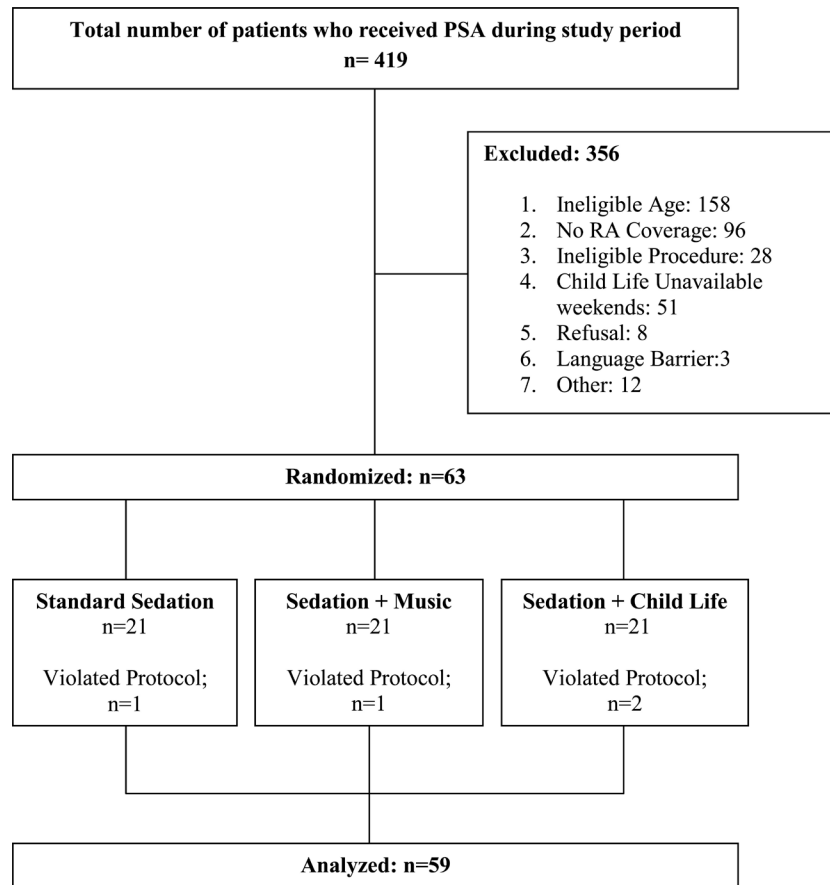 Total number of patients who received PSA during study period
n= 419
Excluded: 356
1. Ineligible Age: 158
2. No RA Coverage: 96
3. Ineligible Procedure: 28
4. Child Life Unavailable
weekends: 51
5. Refusal: 8
6. Language Barrier:3
7. Other: 12
Randomized: n=63
Standard Sedation
n=21
Violated Protocol;
n=1
Sedation + Music
n=21
Violated Protocol;
n=1
Sedation + Child Life
n=21
Violated Protocol;
n=2
Analyzed: n=59